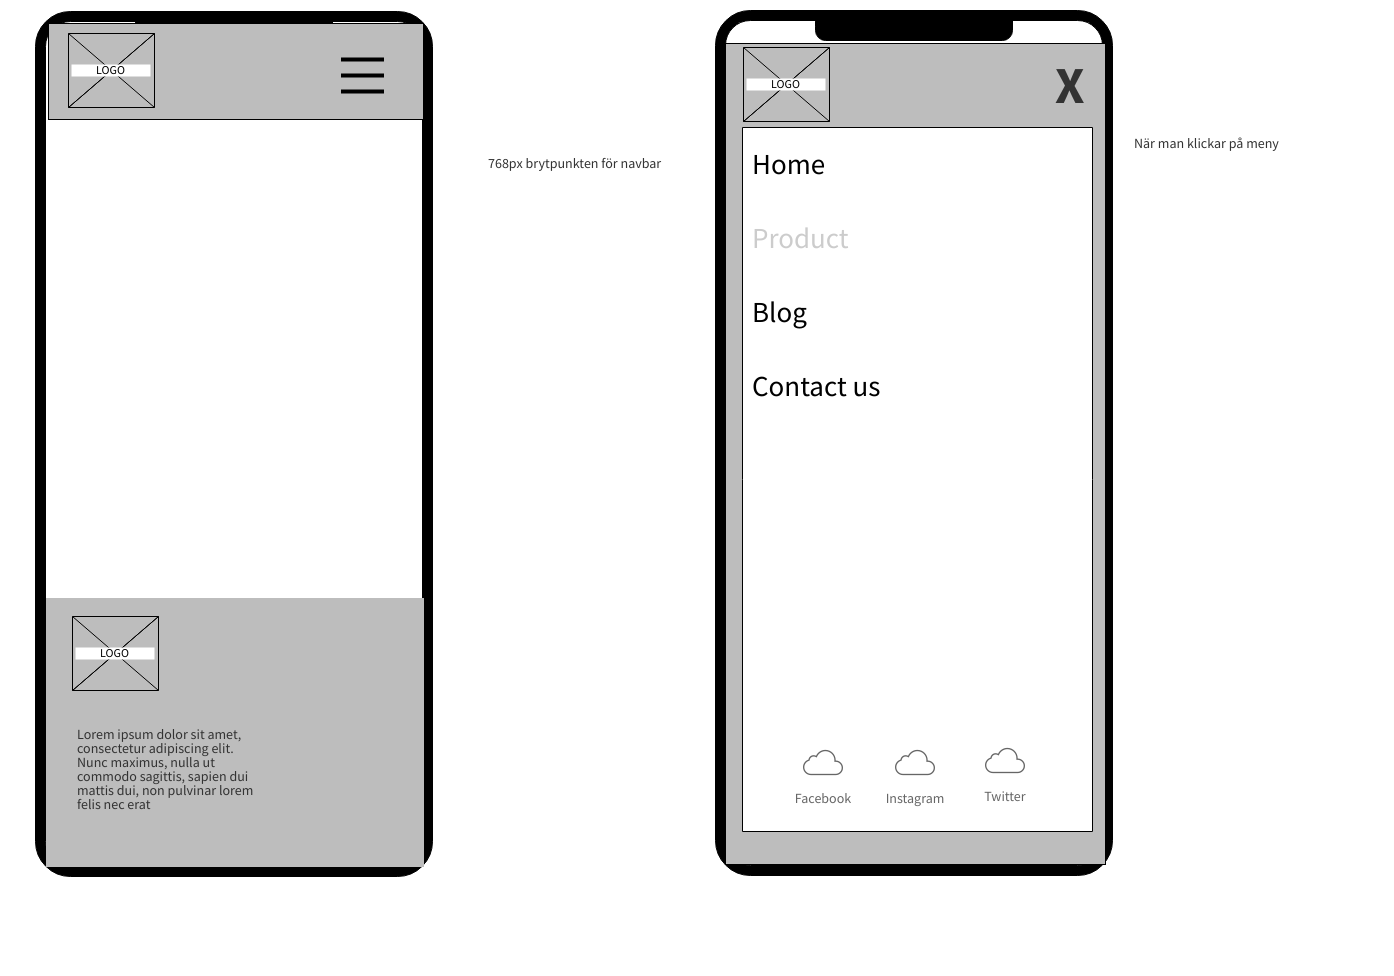 LOGO
768px brytpunkten för navbar
LOGO
Lorem ipsum dolor sit amet,
consectetur adipiscing elit.
Nunc maximus, nulla ut
commodo sagittis, sapien dui
mattis dui, non pulvinar lorem
felis nec erat
LOGO
X
När man klickar på meny
Home
Product
Blog
Contact us
Facebook
Instagram
Twitter